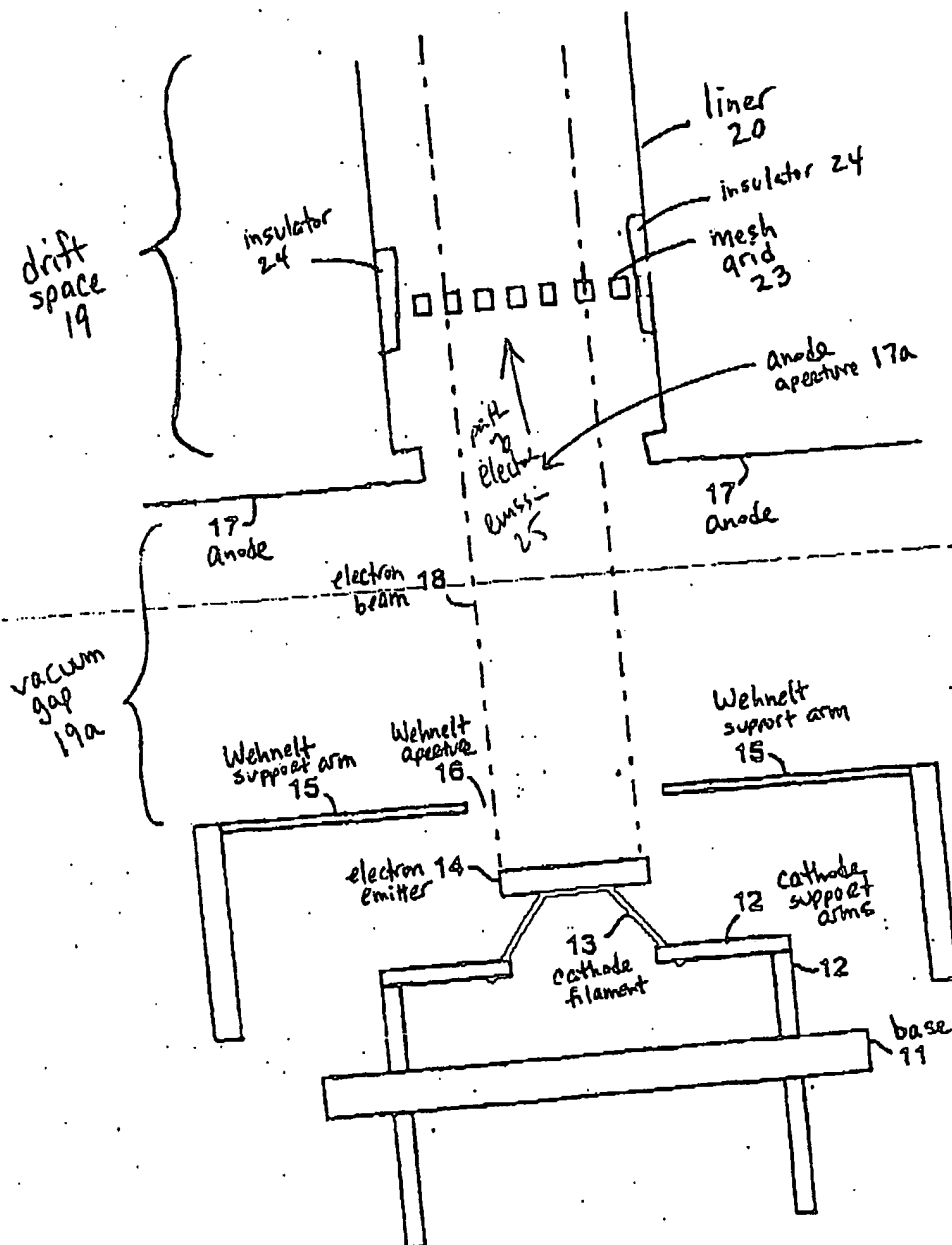 liner
20
insulator 24
insulator
24
mesh
grid
23
drift
space
19
anode
aperture 17a
path
25
17
anode
17
anode
electron 18
beam
vacuum
gap
19a
Wehnelt
support arm
15
Wehnelt
aperture
16
Wehnelt
support arm
15
electron 14
emitter
12 cathode
support
arms
13
cathode
filament
12
base
11